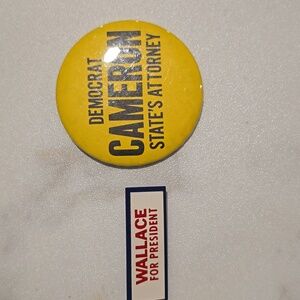 DEMOCRAT
CAMERON
STATE'S ATTORNEY
WALLACE
FOR PRESIDENT